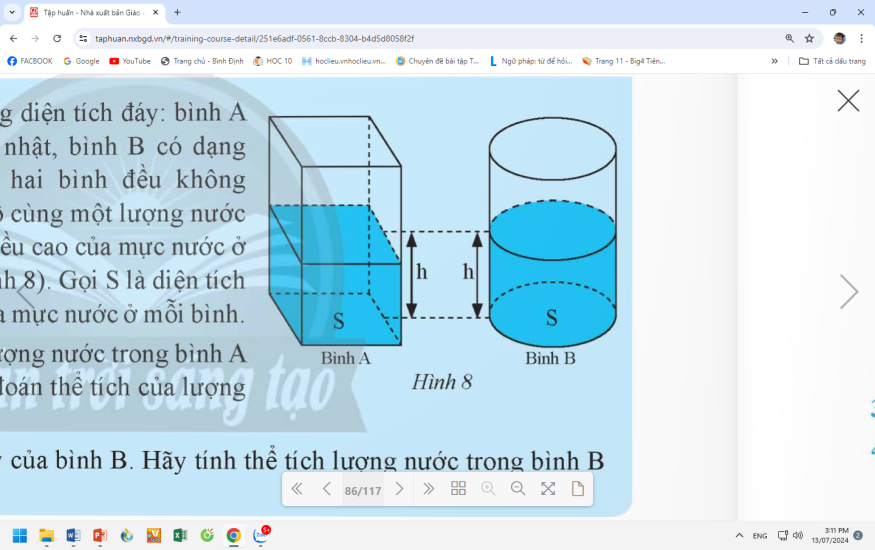 Tập huấn - Nhà xuất bản Giáo
taphuan.nxbgd.vn/#/training-course-detail/251e6adf-0561-8ccb-8304-b4d5d8058f2f
FACBOOK
Google
YouTube
Trang chủ - Bình Định
HOC 10
hoclieu.vnhoclieu.vn...
Chuyên đề bài tập T...
Ngữ pháp: từ để hỏi...
Trang 11 - Big4 Tiên...
Tất cả dấu trang
g diện tích đáy: bình A
nhật, bình B có dạng
hai bình đều không
cùng một lượng nước
ều cao của mực nước ở
nh 8). Gọi S là diện tích
mực nước ở mỗi bình.
ượng nước trong bình A
đoán thể tích của lượng
h
h
S
S
Bình A
Bình B
Hình 8
trời sáng tạo
của bình B. Hãy tính thể tích lượng nước trong bình B
86/117
5+
Zalo
ENG
3:11 PM
13/07/2024
2